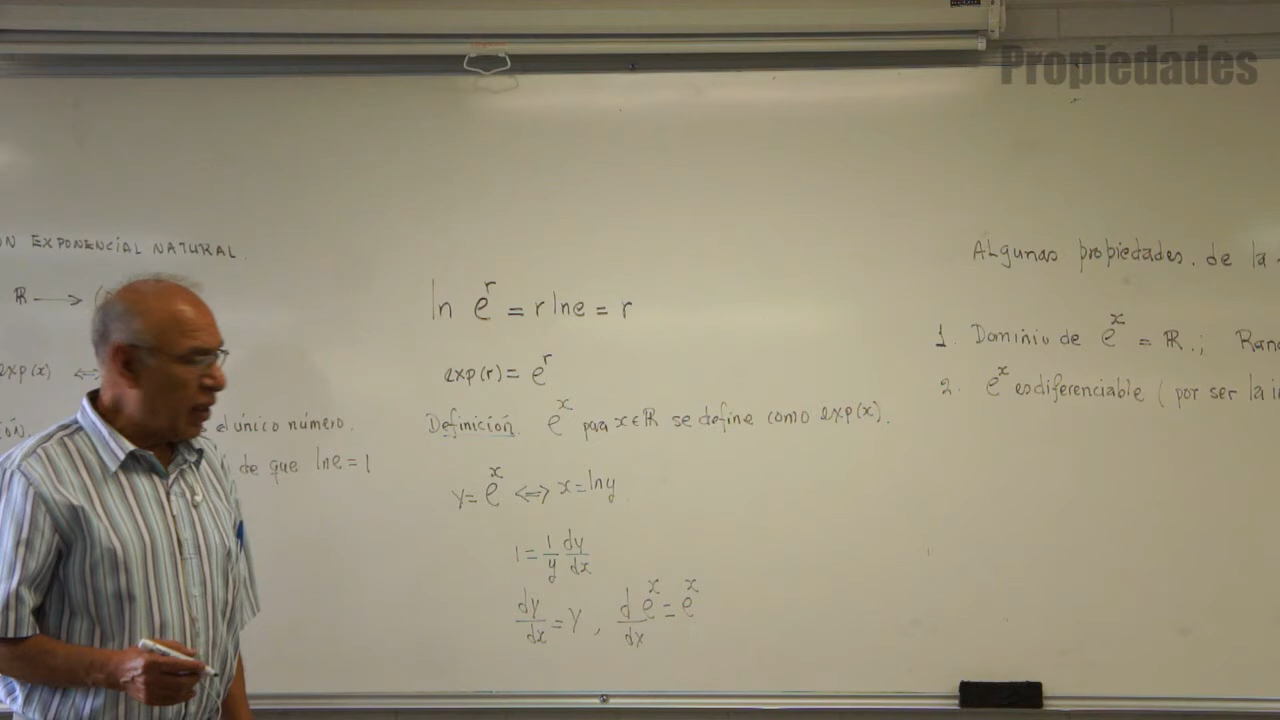 Propiedades
ON EXPONENCIAL NATURAL.
ℝ ⟶ (
exp(x) ⟺
IÓN. el único número.
de que ln e = 1
ln e^r = r ln e = r
exp(r) = e^r
Definición. e^x para x ∈ ℝ se define como exp(x).
y = e^x ⟺ x = ln y
1 = 1/y dy/dx
dy/dx = y , d/dx e^x = e^x
Algunas propiedades. de la
1. Dominio de e^x = ℝ.; Ran
2. e^x es diferenciable ( por ser la i